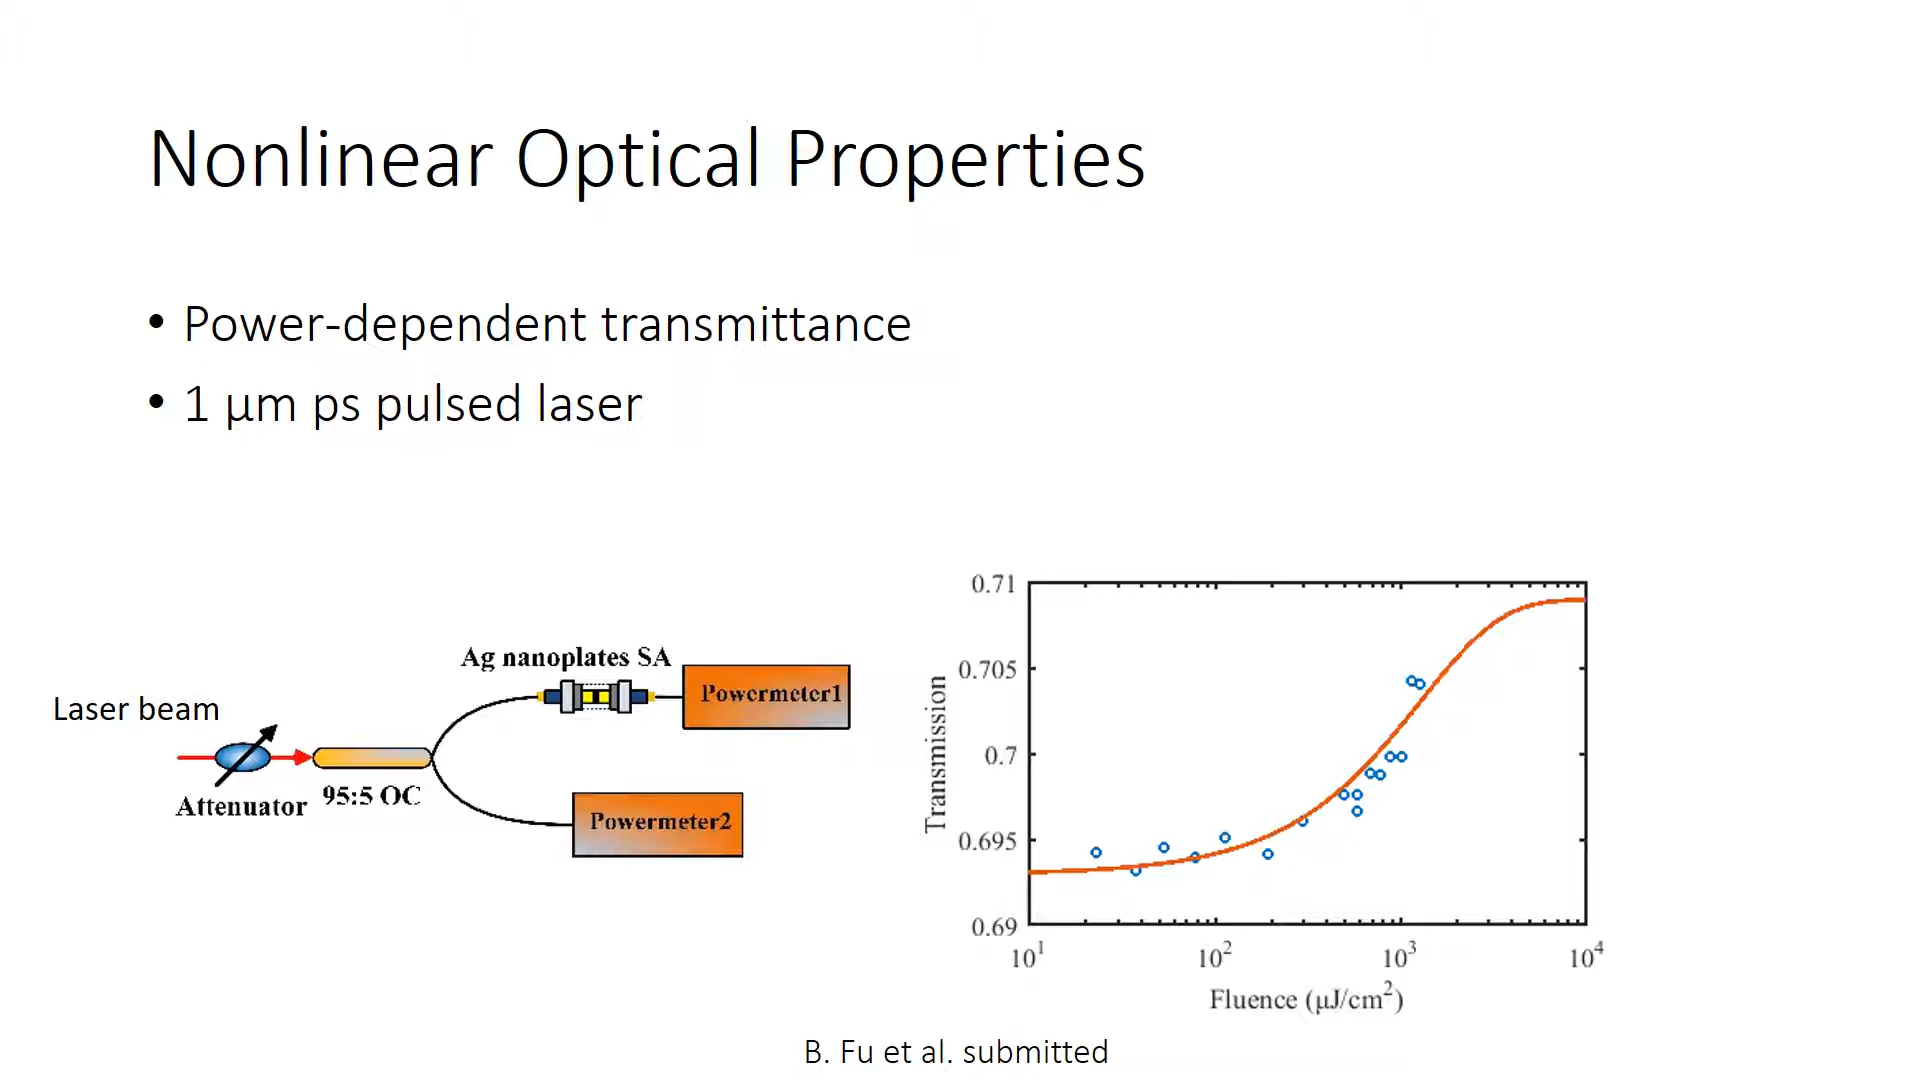 Nonlinear Optical Properties
• Power-dependent transmittance
• 1 µm ps pulsed laser
Ag nanoplates SA
Powermeter1
Laser beam
Attenuator
95:5 OC
Powermeter2
Transmission
0.71
0.705
0.7
0.695
0.69
10¹ 10² 10³ 10⁴
Fluence (µJ/cm²)
B. Fu et al. submitted